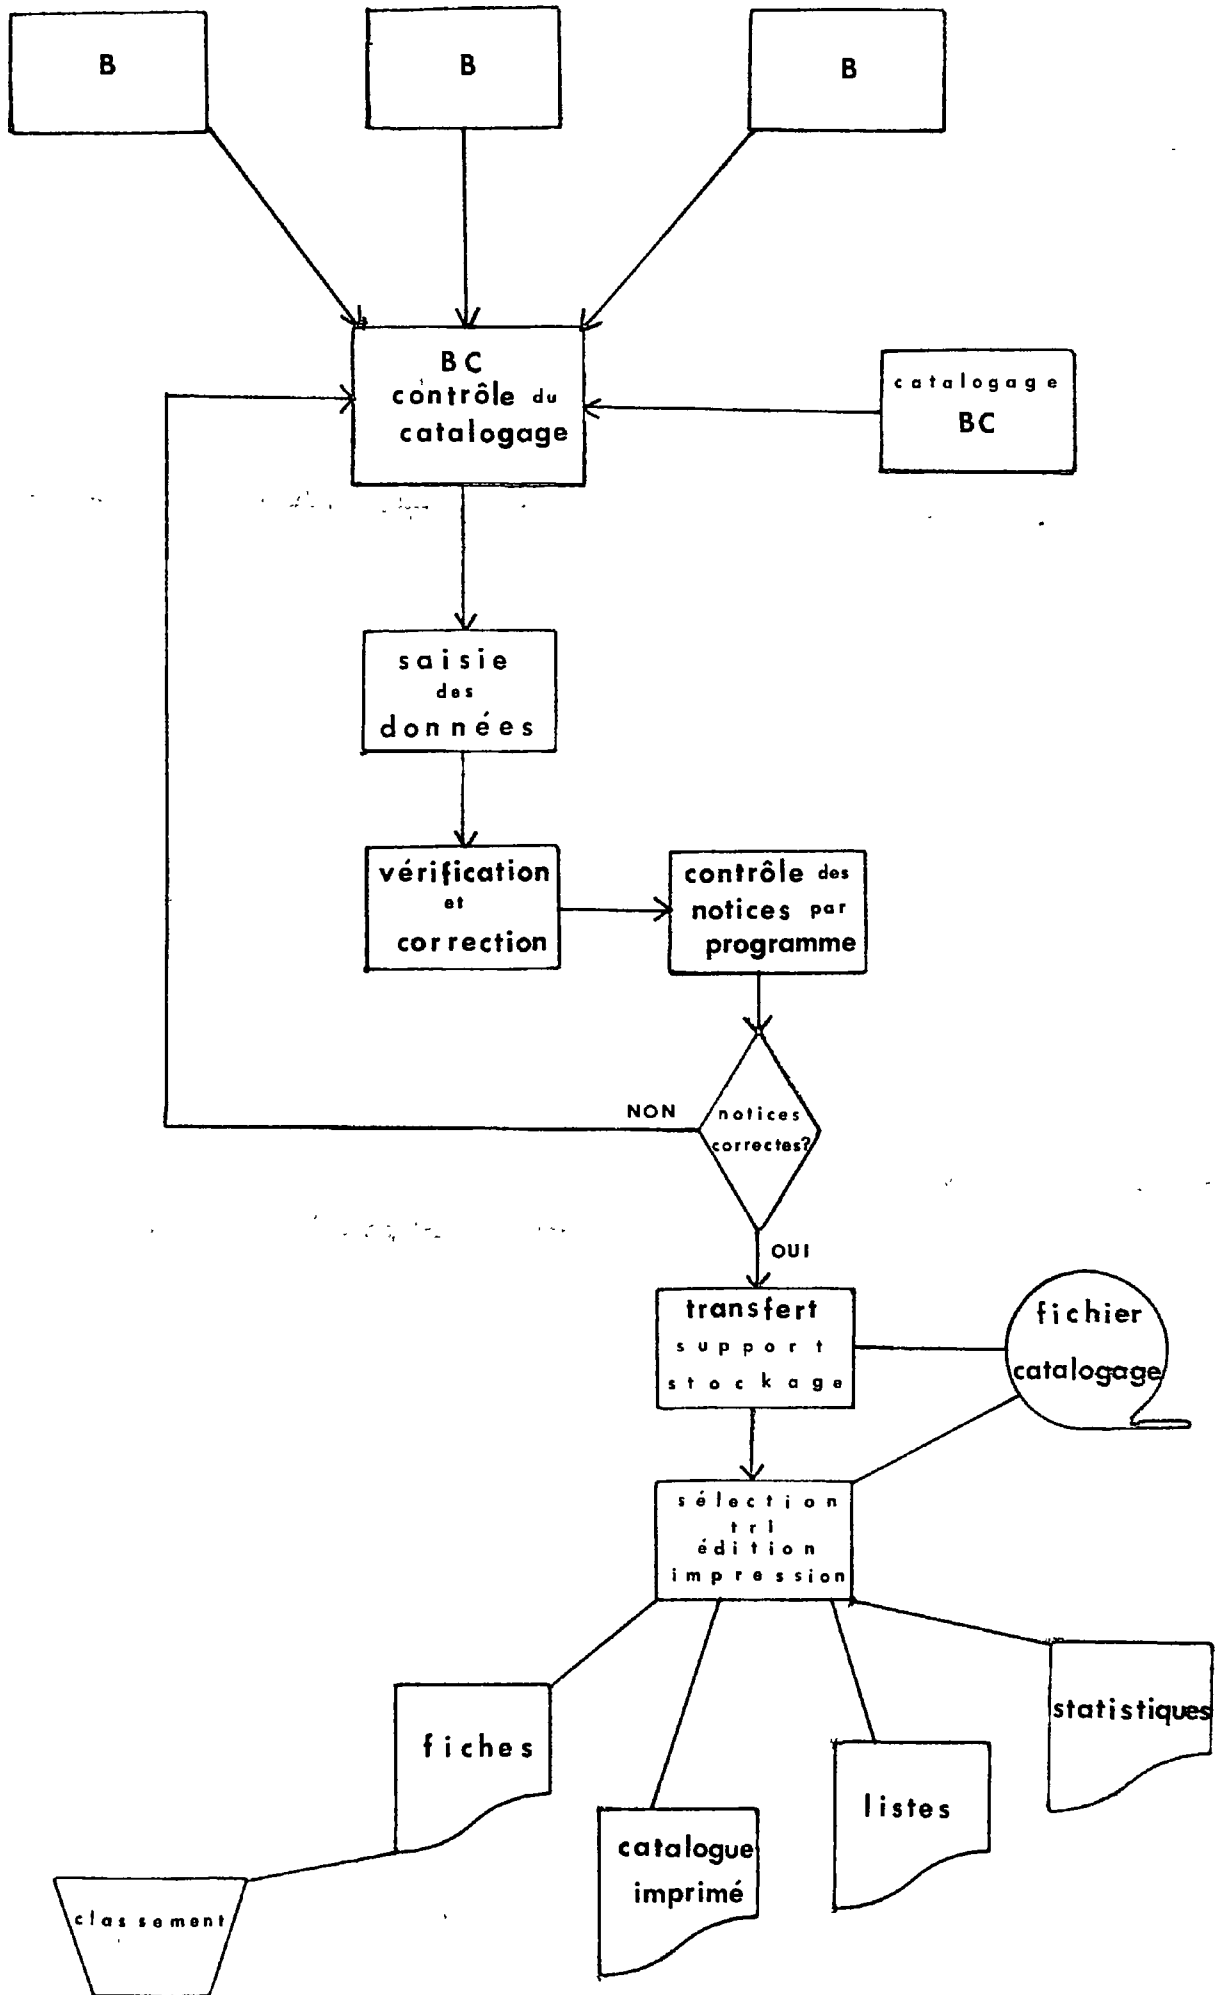 B
B
B
BC
contrôle du
catalogage
catalogage
BC
saisie
des
données
vérification
et
correction
contrôle des
notices par
programme
NON
notices
correctes?
OUI
transfert
support
stockage
fichier
catalogage
sélection
tri
édition
impression
fiches
statistiques
listes
catalogue
imprimé
classement